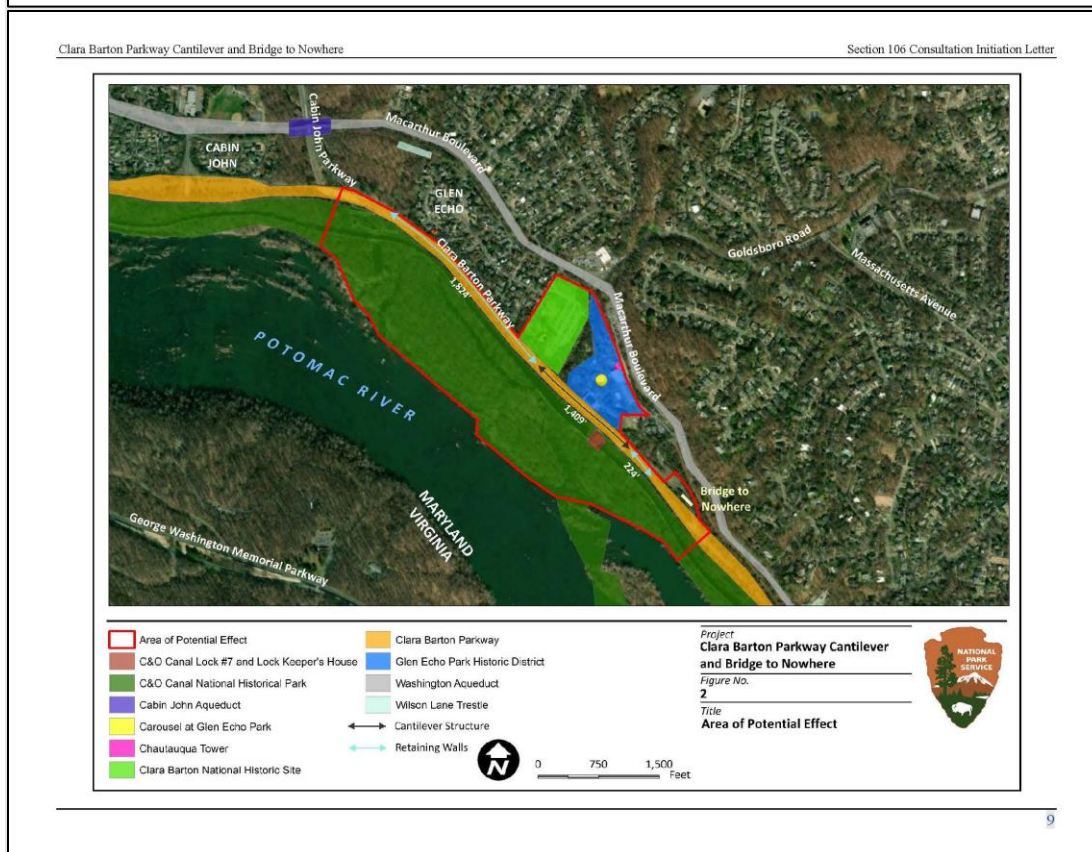 Clara Barton Parkway Cantilever and Bridge to Nowhere
Section 106 Consultation Initiation Letter
Macarthur Boulevard
Cabin John Parkway
CABIN
JOHN
GLEN
ECHO
Clara Barton Parkway
1,824'
Goldsboro Road
Massachusetts Avenue
Macarthur Boulevard
POTOMAC RIVER
1,409'
224'
Bridge to
Nowhere
MARYLAND
VIRGINIA
George Washington Memorial Parkway
Area of Potential Effect
C&O Canal Lock #7 and Lock Keeper's House
C&O Canal National Historical Park
Cabin John Aqueduct
Carousel at Glen Echo Park
Chautauqua Tower
Clara Barton National Historic Site
Clara Barton Parkway
Glen Echo Park Historic District
Washington Aqueduct
Wilson Lane Trestle
Cantilever Structure
Retaining Walls
N
0 750 1,500
Feet
Project
Clara Barton Parkway Cantilever
and Bridge to Nowhere
Figure No.
2
Title
Area of Potential Effect
NATIONAL
PARK
SERVICE
9